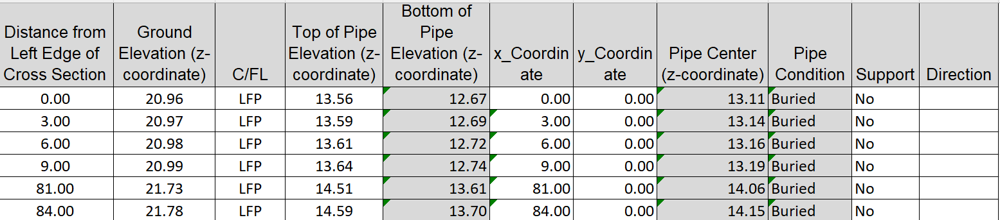 Distance from Left Edge of Cross Section | Ground Elevation (z-coordinate) | C/FL | Top of Pipe Elevation (z-coordinate) | Bottom of Pipe Elevation (z-coordinate) | x_Coordinate | y_Coordinate | Pipe Center (z-coordinate) | Pipe Condition | Support | Direction
0.00 | 20.96 | LFP | 13.56 | 12.67 | 0.00 | 0.00 | 13.11 | Buried | No
3.00 | 20.97 | LFP | 13.59 | 12.69 | 3.00 | 0.00 | 13.14 | Buried | No
6.00 | 20.98 | LFP | 13.61 | 12.72 | 6.00 | 0.00 | 13.16 | Buried | No
9.00 | 20.99 | LFP | 13.64 | 12.74 | 9.00 | 0.00 | 13.19 | Buried | No
81.00 | 21.73 | LFP | 14.51 | 13.61 | 81.00 | 0.00 | 14.06 | Buried | No
84.00 | 21.78 | LFP | 14.59 | 13.70 | 84.00 | 0.00 | 14.15 | Buried | No